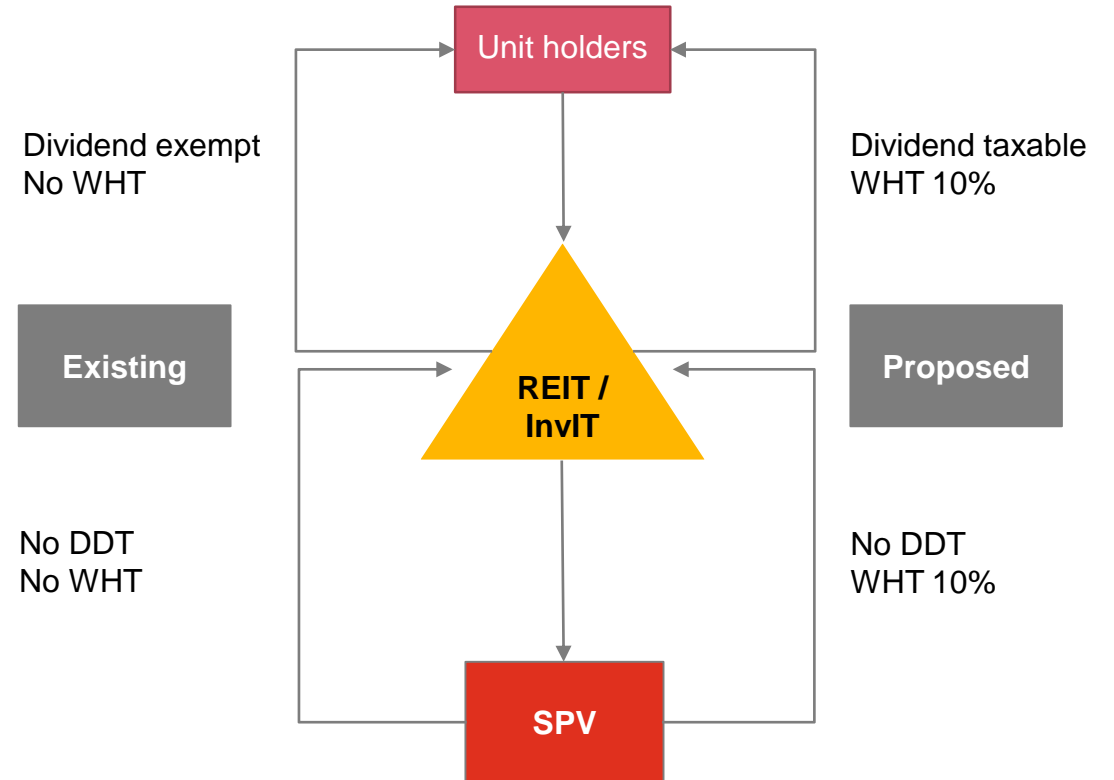 Unit holders
Dividend exempt
No WHT
Dividend taxable
WHT 10%
Existing
REIT /
InvIT
Proposed
No DDT
No WHT
No DDT
WHT 10%
SPV